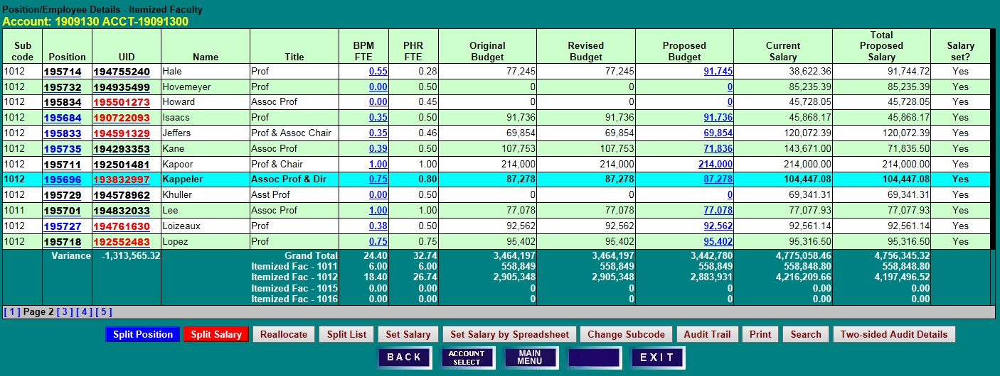 Position/Employee Details - Itemized Faculty
Account: 1909130 ACCT-19091300
Sub code Position UID Name Title BPM FTE PHR FTE Original Budget Revised Budget Proposed Budget Current Salary Total Proposed Salary Salary set?
1012 195714 194755240 Hale Prof 0.55 0.28 77,245 77,245 91,745 38,622.36 91,744.72 Yes
1012 195732 194935499 Hovemeyer Prof 0.00 0.50 0 0 0 85,235.39 85,235.39 Yes
1012 195834 195501273 Howard Assoc Prof 0.00 0.45 0 0 0 45,728.05 45,728.05 Yes
1012 195684 190722093 Isaacs Prof 0.35 0.50 91,736 91,736 91,736 45,868.17 45,868.17 Yes
1012 195833 194591329 Jeffers Prof & Assoc Chair 0.35 0.46 69,854 69,854 69,854 120,072.39 120,072.39 Yes
1012 195735 194293353 Kane Assoc Prof 0.39 0.50 107,753 107,753 71,836 143,671.00 71,835.50 Yes
1012 195711 192501481 Kapoor Prof & Chair 1.00 1.00 214,000 214,000 214,000 214,000.00 214,000.00 Yes
1012 195696 193832997 Kappeler Assoc Prof & Dir 0.75 0.80 87,278 87,278 87,278 104,447.08 104,447.08 Yes
1012 195729 194578962 Khuller Asst Prof 0.00 0.50 0 0 0 69,341.31 69,341.31 Yes
1011 195701 194832033 Lee Assoc Prof 1.00 1.00 77,078 77,078 77,078 77,077.93 77,077.93 Yes
1012 195727 194761630 Loizeaux Prof 0.38 0.50 92,562 92,562 92,562 92,561.14 92,561.14 Yes
1012 195718 192552483 Lopez Prof 0.75 0.75 95,402 95,402 95,402 95,316.50 95,316.50 Yes
Variance -1,313,565.32 Grand Total 24.40 32.74 3,464,197 3,464,197 3,442,780 4,775,058.46 4,756,345.32
Itemized Fac - 1011 6.00 6.00 558,849 558,849 558,849 558,848.80 558,848.80
Itemized Fac - 1012 18.40 26.74 2,905,348 2,905,348 2,883,931 4,216,209.66 4,197,496.52
Itemized Fac - 1015 0.00 0.00 0 0 0 0.00 0.00
Itemized Fac - 1016 0.00 0.00 0 0 0 0.00 0.00
[ 1 ] Page 2 [ 3 ] [ 4 ] [ 5 ]
Split Position Split Salary Reallocate Split List Set Salary Set Salary by Spreadsheet Change Subcode Audit Trail Print Search Two-sided Audit Details
BACK ACCOUNT SELECT MAIN MENU EXIT